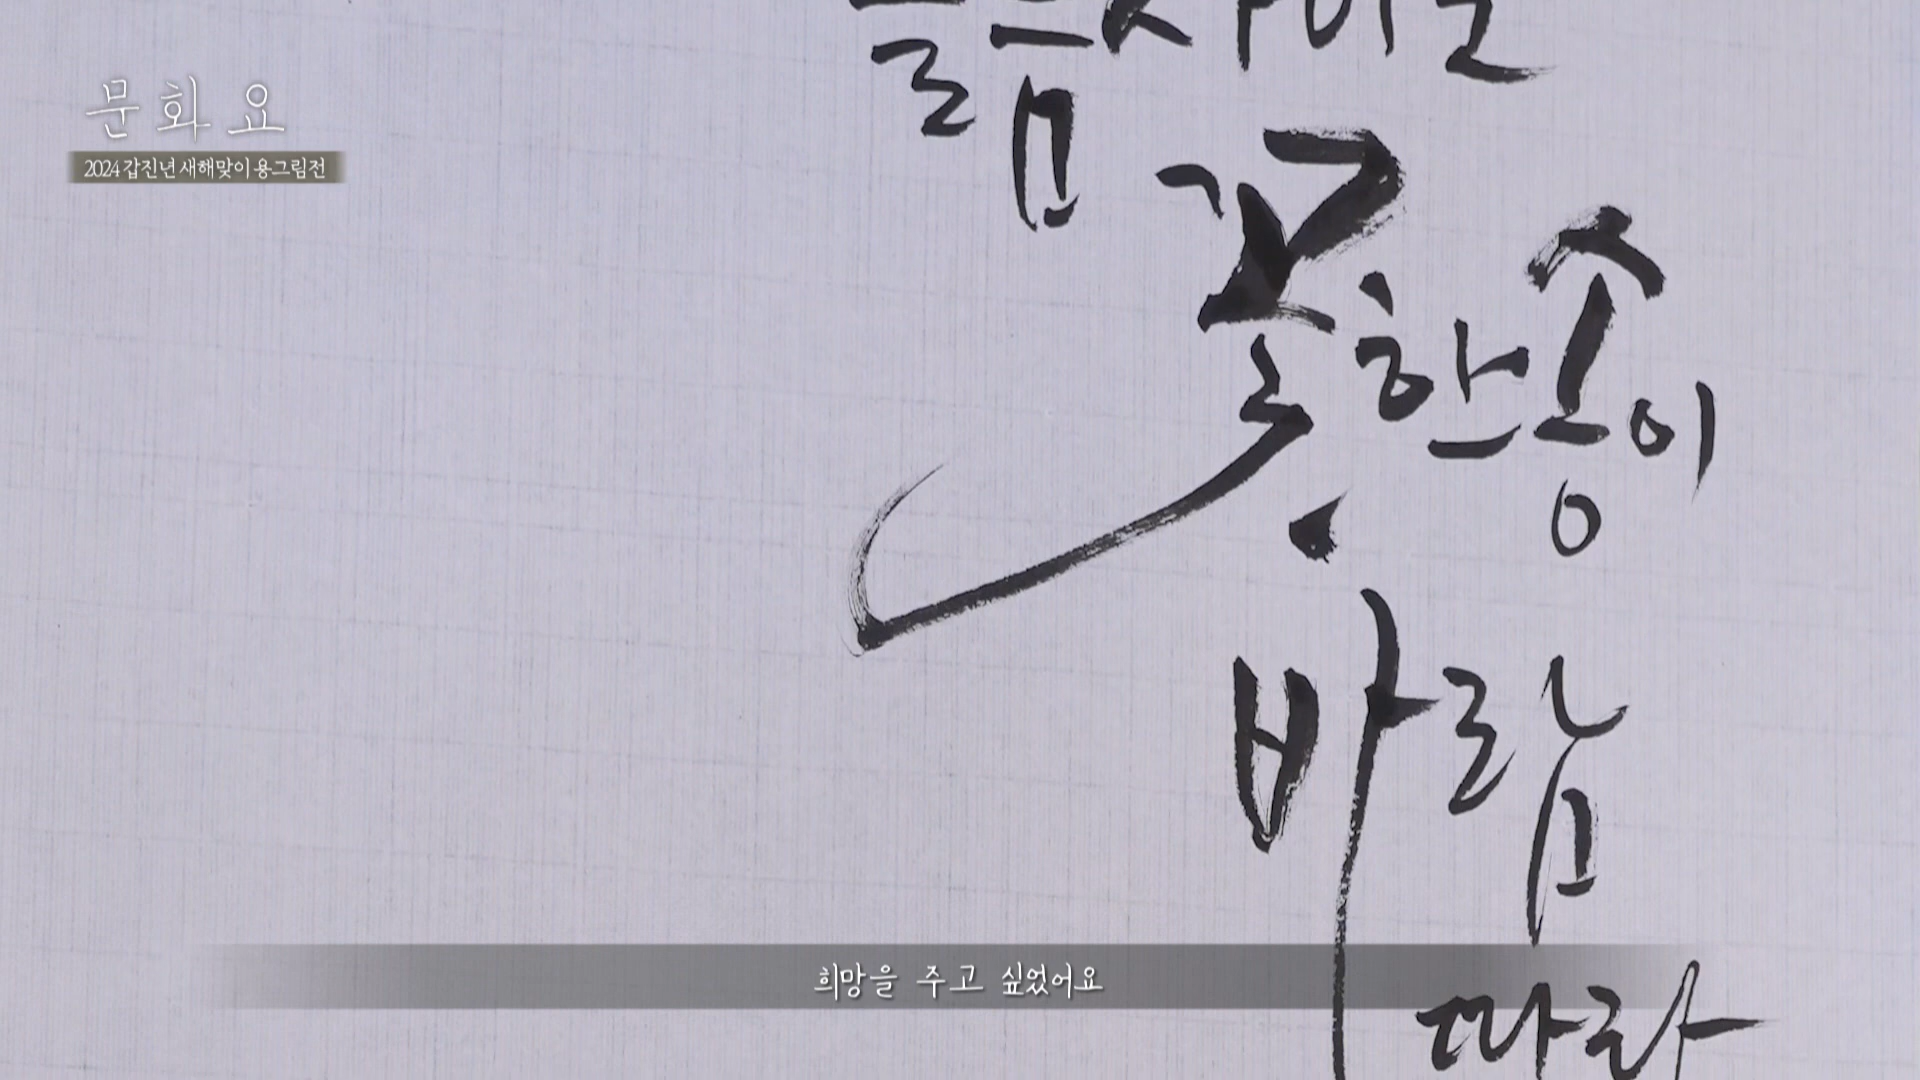 문화요
2024 갑진년 새해맞이 용그림전
꽃 한송이
바람
따라
희망을 주고 싶었어요